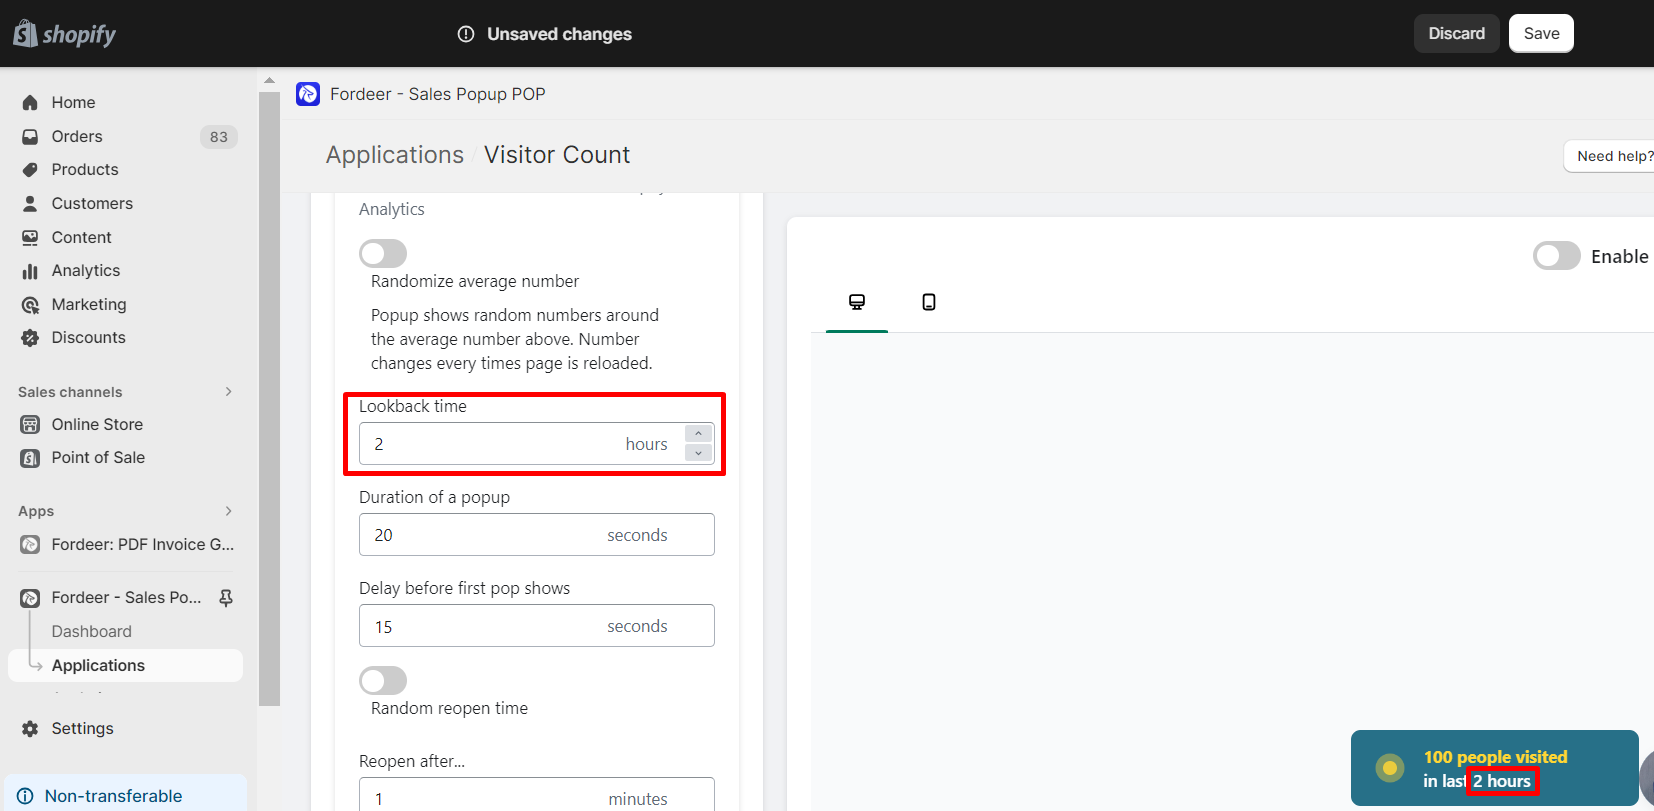 shopify
Unsaved changes
Discard
Save
Home
Orders
83
Products
Customers
Content
Analytics
Marketing
Discounts
Sales channels
Online Store
Point of Sale
Apps
Fordeer: PDF Invoice G...
Fordeer - Sales Po...
Dashboard
Applications
Settings
Non-transferable
Fordeer - Sales Popup POP
Applications / Visitor Count
Need help?
Analytics
Randomize average number
Popup shows random numbers around
the average number above. Number
changes every times page is reloaded.
Lookback time
2 hours
Duration of a popup
20 seconds
Delay before first pop shows
15 seconds
Random reopen time
Reopen after...
1 minutes
Enable
100 people visited
in last 2 hours